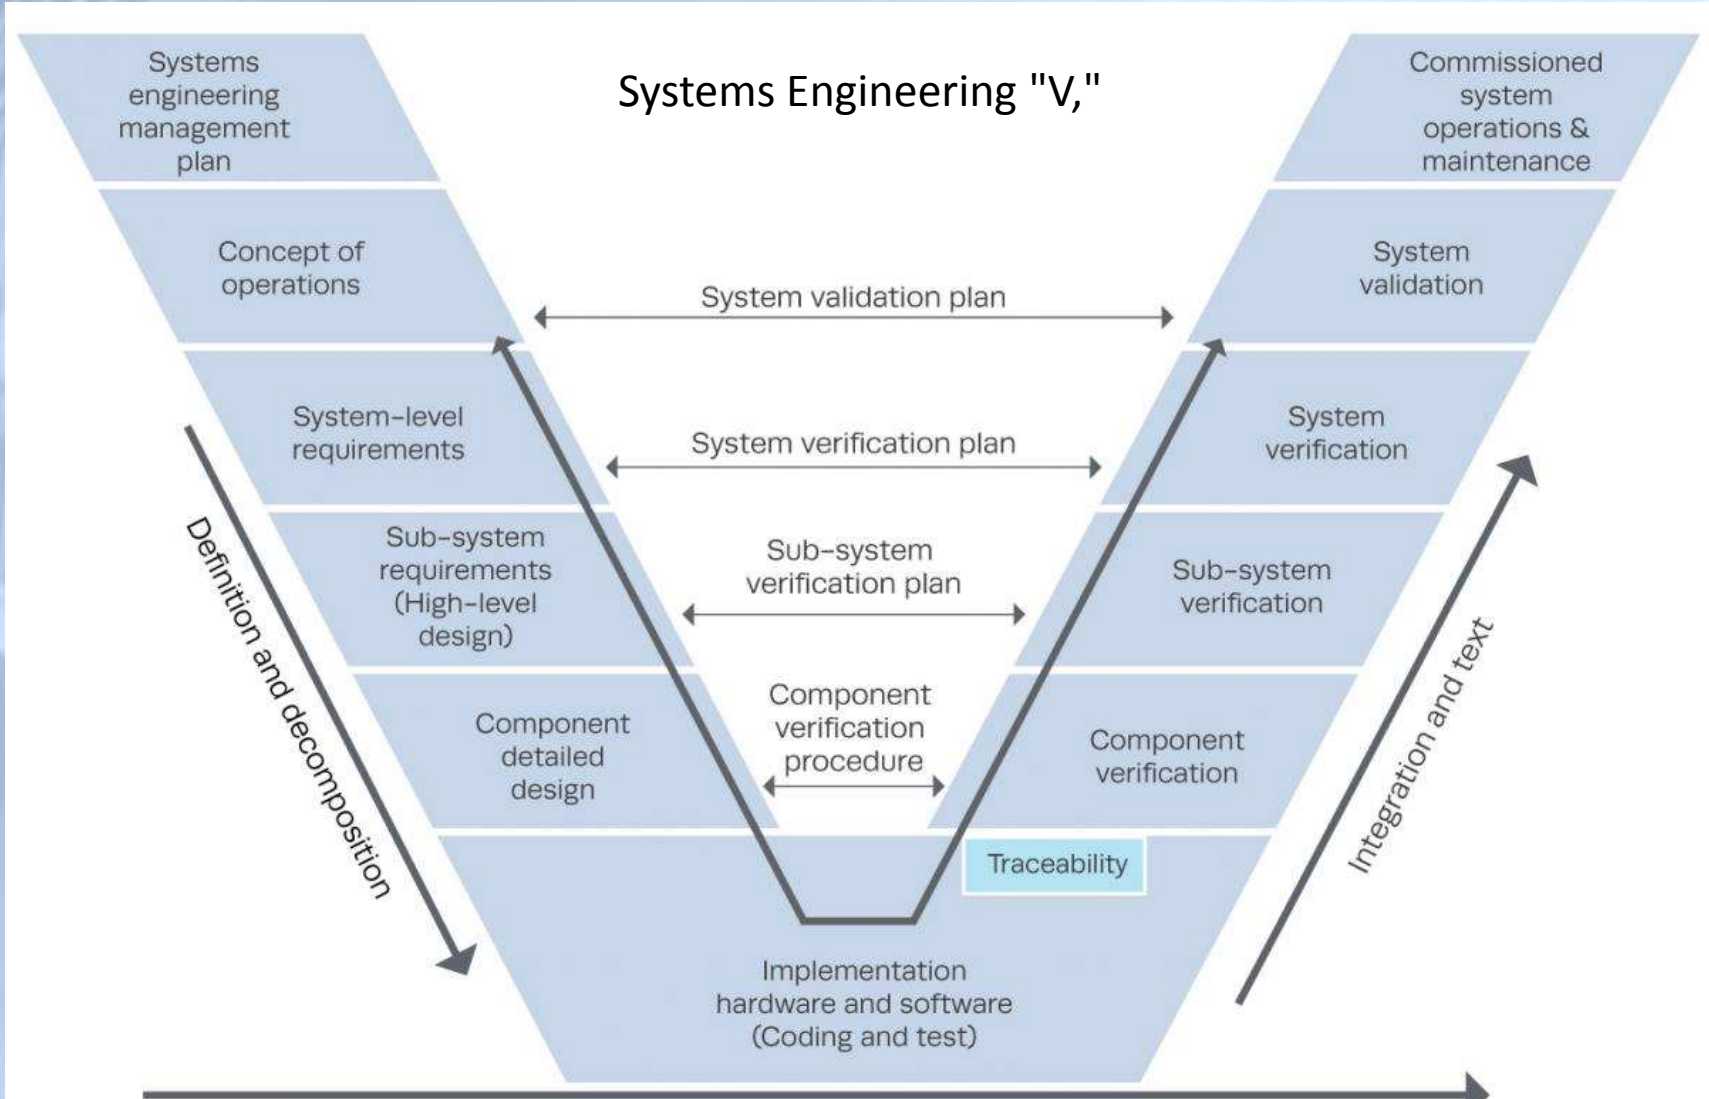 Systems Engineering "V,"
Systems
engineering
management
plan
Commissioned
system
operations &
maintenance
Concept of
operations
System validation plan
System
validation
System-level
requirements
System verification plan
System
verification
Sub-system
requirements
(High-level
design)
Sub-system
verification plan
Sub-system
verification
Component
detailed
design
Component
verification
procedure
Component
verification
Definition and decomposition
Integration and text
Traceability
Implementation
hardware and software
(Coding and test)